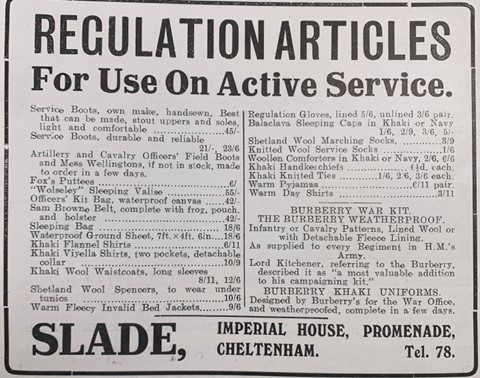 REGULATION ARTICLES
For Use On Active Service.
Service Boots, own make, handsewn, Best
that can be made, stout uppers and soles,
light and comfortable ............ 45/-
Service Boots, durable and reliable
21/-, 23/6
Artillery and Cavalry Officers' Field Boots
and Mess Wellingtons, if not in stock, made
to order in a few days.
Fox's Puttees ............ 6/
"Wolseley" Sleeping Valise ............ 55/-
Officers' Kit Bag, waterproof canvas ...... 42/-
Sam Browne Belt, complete with frog, pouch,
and holster ............ 42/-
Sleeping Bag ............ 18/6
Waterproof Ground Sheet, 7ft. × 4ft. 6in... 18/6
Khaki Flannel Shirts ............ 6/11
Khaki Viyella Shirts, two pockets, detachable
collar ............ 10/9
Khaki Wool Waistcoats, long sleeves
8/11, 12/6
Shetland Wool Spencers, to wear under
tunics ............ 10/6
Warm Fleecy Invalid Bed Jackets ...... 9/6
Regulation Gloves, lined 5/6, unlined 3/6 pair.
Balaclava Sleeping Caps in Khaki or Navy
1/6, 2/9, 3/6, 5/-
Shetland Wool Marching Socks ............ 3/9
Knitted Wool Service Socks ............ 1/6
Woollen Comforters in Khaki or Navy, 2/6, 6/6
Khaki Handkerchiefs ............ d. each.
Khaki Knitted Ties ............ 1/6, 2/6, 3/6 each.
Warm Pyjamas ............ 6/11 pair.
Warm Day Shirts ............ 3/11
BURBERRY WAR KIT.
THE BURBERRY WEATHERPROOF.
Infantry or Cavalry Patterns, Lined Wool or
with Detachable Fleece Lining.
As supplied to every Regiment in H.M.'s
Army.
Lord Kitchener, referring to the Burberry,
described it as "a most valuable addition
to his campaigning kit."
BURBERRY KHAKI UNIFORMS.
Designed by Burberry's for the War Office,
and weatherproofed, complete in a few days.
SLADE,
IMPERIAL HOUSE, PROMENADE,
CHELTENHAM. Tel. 78.